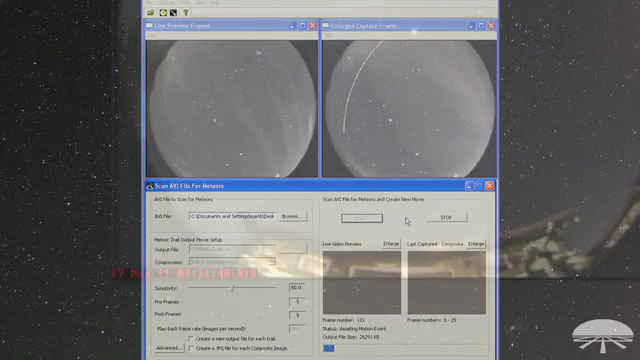 Live Preview Frames
Enlarged Capture Frame
Scan AVI File For Meteors
AVI File to Scan for Meteors
AVI File:
C:\Documents and Settings\
Browse...
Scan AVI File for Meteors and Create New Movie
START
STOP
Meteor Trail Output Movie Setup
Output File:
Compression:
Sensitivity:
50.0
Pre-Frames
5
Post-Frames
5
Play-back frame rate (images per second):
Create a new output file for each trail.
Create a JPG file for each Composite Image.
Advanced...
Live Video Preview
Enlarge
Last Captured - Composite
Enlarge
Frame number: 121
Frame numbers: 0 - 25
Status: Awaiting Motion Event
Output File Size: 26291 KB